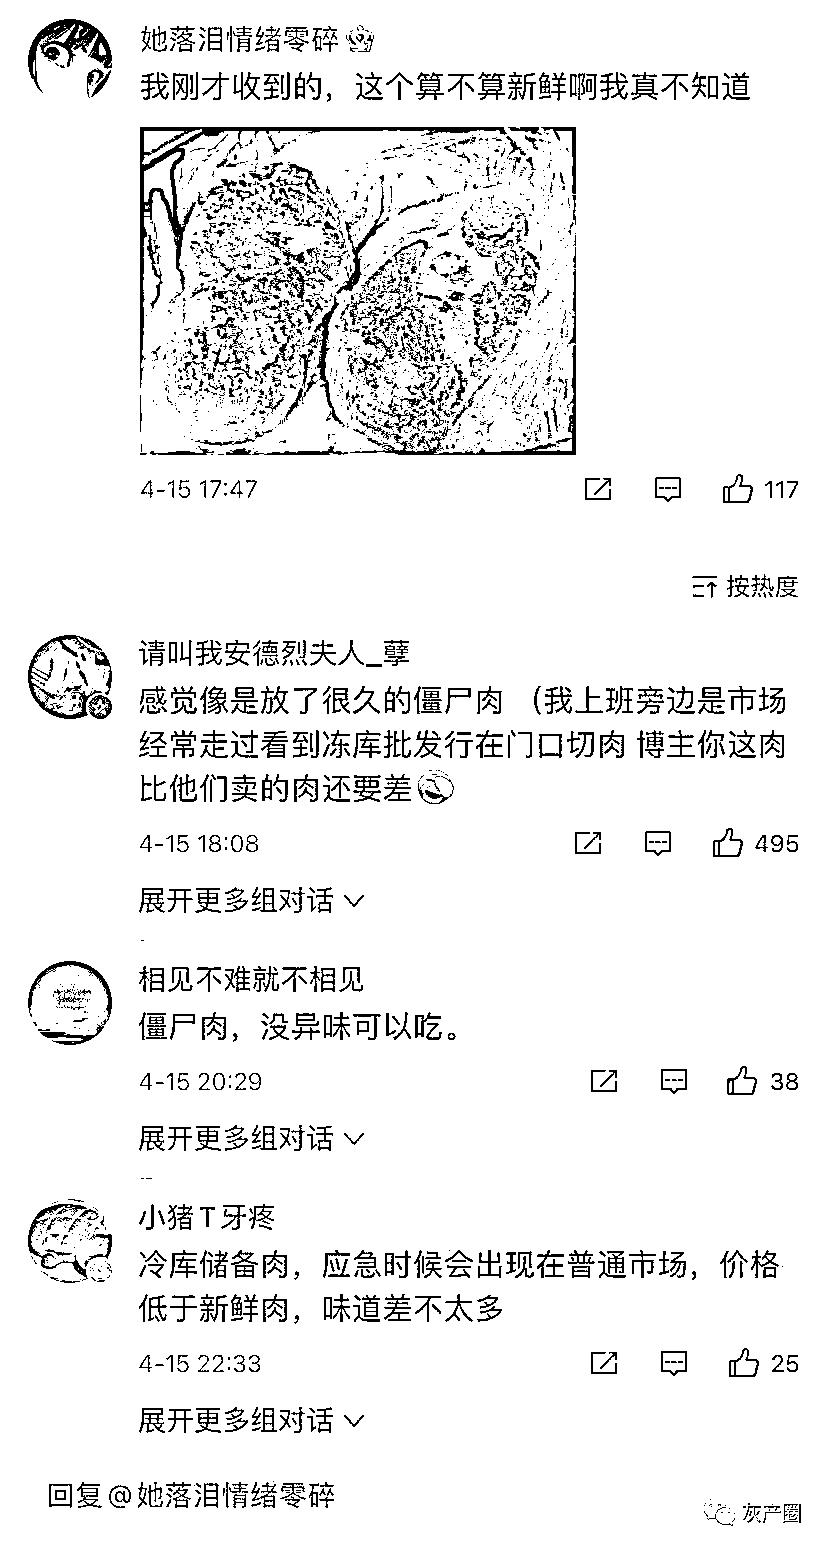 她落泪情绪零碎
我刚才收到的，这个算不算新鲜啊我真不知道
4-15 17:47
117
按热度
请叫我安德烈夫人_孽
感觉像是放了很久的僵尸肉 （我上班旁边是市场
经常走过看到冻库批发行在门口切肉 博主你这肉
比他们卖的肉还要差
4-15 18:08
495
展开更多组对话
相见不难就不相见
僵尸肉，没异味可以吃。
4-15 20:29
38
展开更多组对话
小猪T牙疼
冷库储备肉，应急时候会出现在普通市场，价格
低于新鲜肉，味道差不太多
4-15 22:33
25
展开更多组对话
回复@她落泪情绪零碎
灰产圈